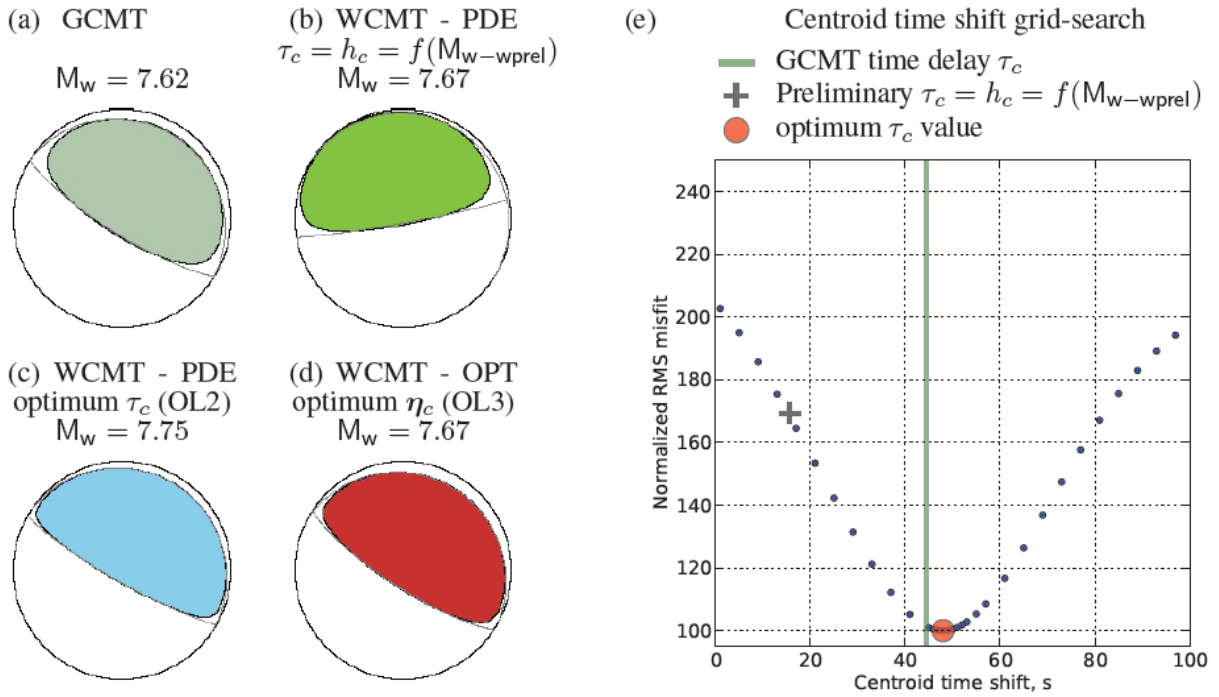 (a) GCMT
M_w = 7.62
(b) WCMT - PDE
τ_c = h_c = f(M_w−wprel)
M_w = 7.67
(c) WCMT - PDE
optimum τ_c (OL2)
M_w = 7.75
(d) WCMT - OPT
optimum η_c (OL3)
M_w = 7.67
(e) Centroid time shift grid-search
GCMT time delay τ_c
Preliminary τ_c = h_c = f(M_w−wprel)
optimum τ_c value
Normalized RMS misfit
240
220
200
180
160
140
120
100
0 20 40 60 80 100
Centroid time shift, s